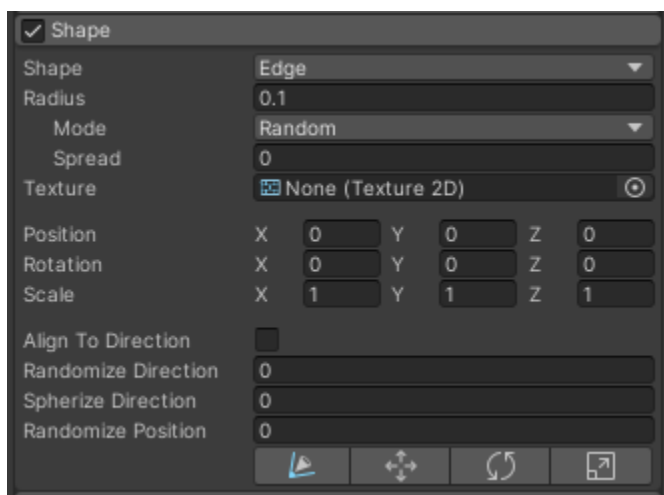 Shape
Shape Edge
Radius 0.1
Mode Random
Spread 0
Texture None (Texture 2D)
Position X 0 Y 0 Z 0
Rotation X 0 Y 0 Z 0
Scale X 1 Y 1 Z 1
Align To Direction
Randomize Direction 0
Spherize Direction 0
Randomize Position 0